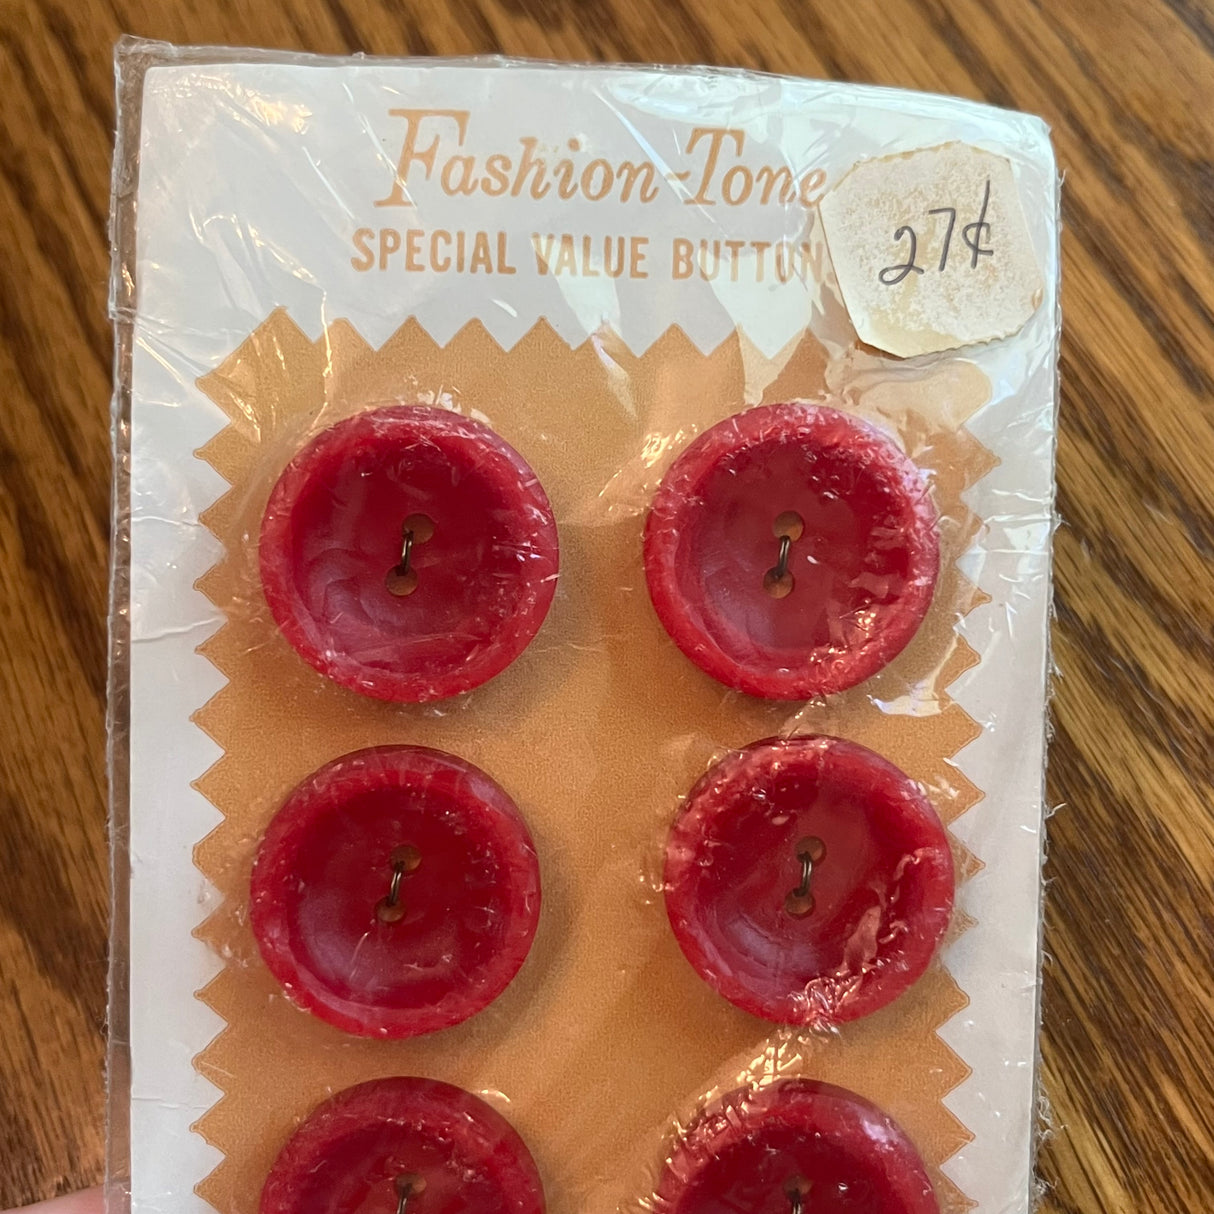 Fashion-Tone
SPECIAL VALUE BUTTON
27¢